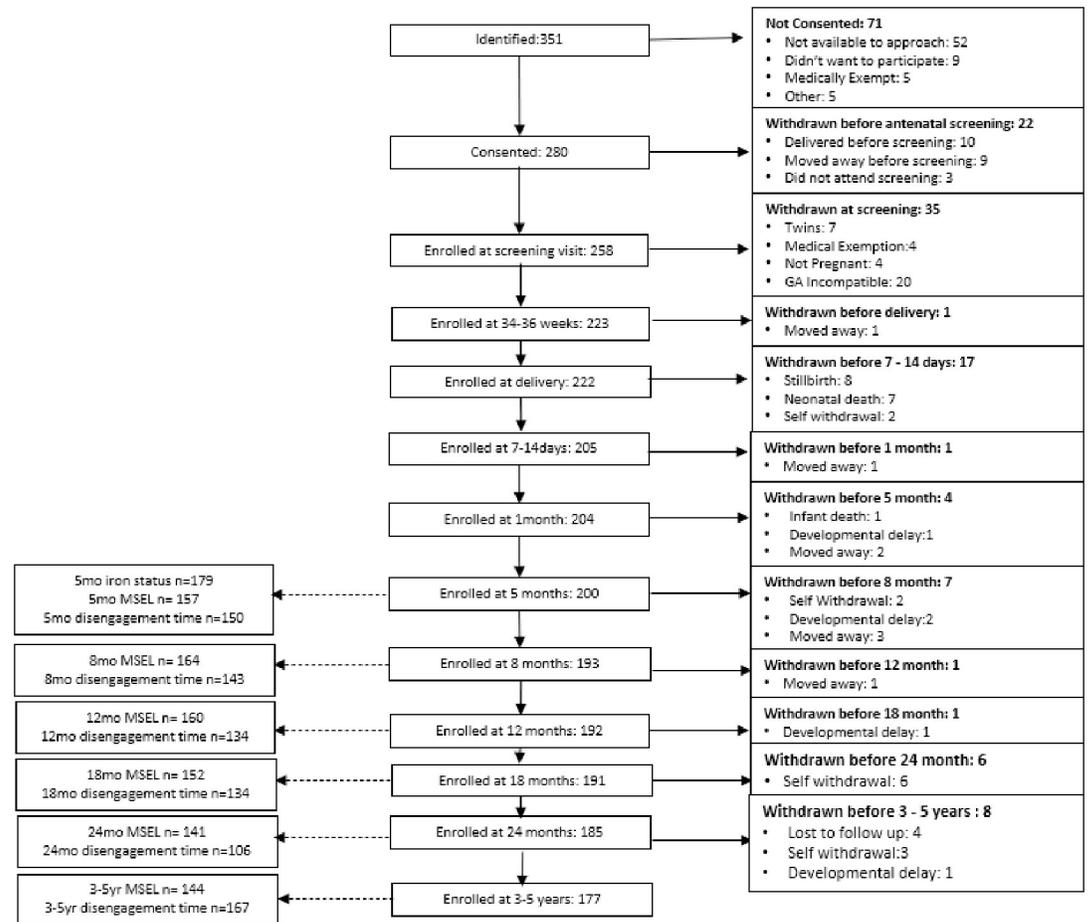 Identified:351
Not Consented: 71
• Not available to approach: 52
• Didn't want to participate: 9
• Medically Exempt: 5
• Other: 5
Consented: 280
Withdrawn before antenatal screening: 22
• Delivered before screening: 10
• Moved away before screening: 9
• Did not attend screening: 3
Enrolled at screening visit: 258
Withdrawn at screening: 35
• Twins: 7
• Medical Exemption:4
• Not Pregnant: 4
• GA Incompatible: 20
Enrolled at 34-36 weeks: 223
Withdrawn before delivery: 1
• Moved away: 1
Enrolled at delivery: 222
Withdrawn before 7 - 14 days: 17
• Stillbirth: 8
• Neonatal death: 7
• Self withdrawal: 2
Enrolled at 7-14days: 205
Withdrawn before 1 month: 1
• Moved away: 1
Enrolled at 1month: 204
Withdrawn before 5 month: 4
• Infant death: 1
• Developmental delay:1
• Moved away: 2
5mo iron status n=179
5mo MSEL n= 157
5mo disengagement time n=150
Enrolled at 5 months: 200
Withdrawn before 8 month: 7
• Self Withdrawal: 2
• Developmental delay:2
• Moved away: 3
8mo MSEL n= 164
8mo disengagement time n=143
Enrolled at 8 months: 193
Withdrawn before 12 month: 1
• Moved away: 1
12mo MSEL n= 160
12mo disengagement time n=134
Enrolled at 12 months: 192
Withdrawn before 18 month: 1
• Developmental delay: 1
18mo MSEL n= 152
18mo disengagement time n=134
Enrolled at 18 months: 191
Withdrawn before 24 month: 6
• Self withdrawal: 6
24mo MSEL n= 141
24mo disengagement time n=106
Enrolled at 24 months: 185
Withdrawn before 3 - 5 years : 8
• Lost to follow up: 4
• Self withdrawal:3
• Developmental delay: 1
3-5yr MSEL n= 144
3-5yr disengagement time n=167
Enrolled at 3-5 years: 177